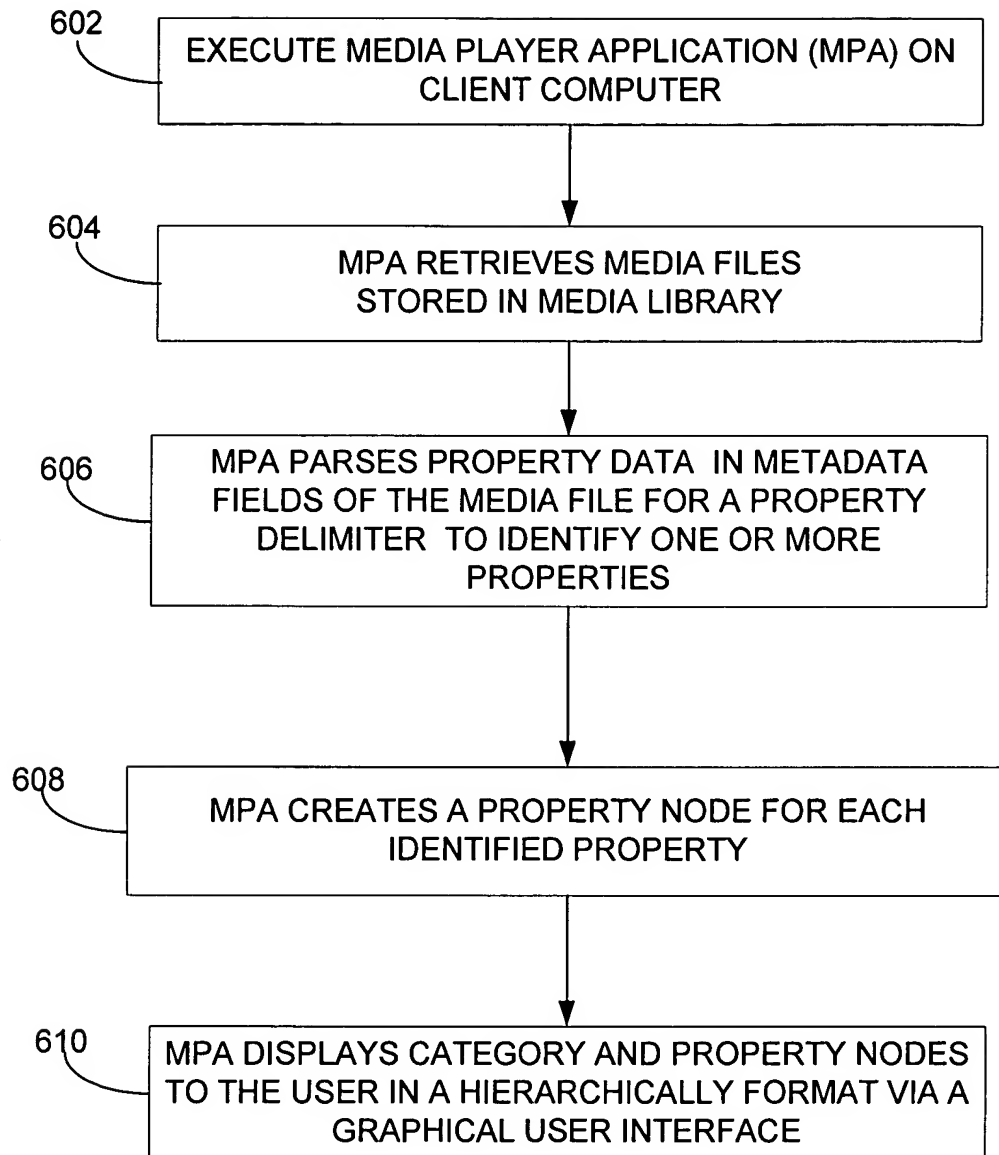 602
EXECUTE MEDIA PLAYER APPLICATION (MPA) ON
CLIENT COMPUTER
604
MPA RETRIEVES MEDIA FILES
STORED IN MEDIA LIBRARY
606
MPA PARSES PROPERTY DATA IN METADATA
FIELDS OF THE MEDIA FILE FOR A PROPERTY
DELIMITER TO IDENTIFY ONE OR MORE
PROPERTIES
608
MPA CREATES A PROPERTY NODE FOR EACH
IDENTIFIED PROPERTY
610
MPA DISPLAYS CATEGORY AND PROPERTY NODES
TO THE USER IN A HIERARCHICALLY FORMAT VIA A
GRAPHICAL USER INTERFACE